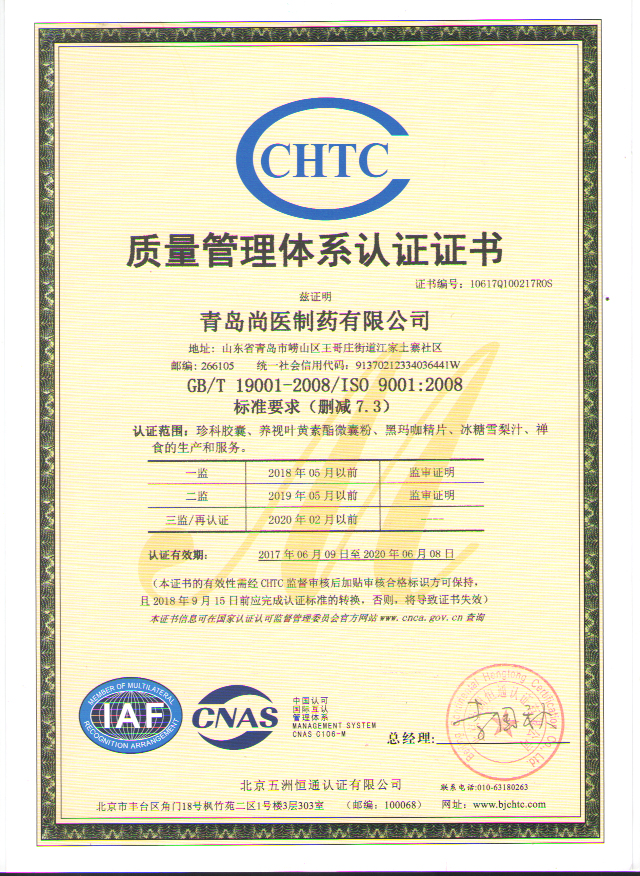 CHTC
质量管理体系认证证书
证书编号：10617Q100217R0S
兹证明
青岛尚医制药有限公司
地址：山东省青岛市崂山区王哥庄街道江家土寨社区
邮编：266105 统一社会信用代码：91370212334036441W
GB/T 19001-2008/ISO 9001:2008
标准要求（删减7.3）
认证范围：珍科胶囊、养视叶黄素酯微囊粉、黑玛咖精片、冰糖雪梨汁、禅
食的生产和服务。
一监 2018年05月以前 监审证明
二监 2019年05月以前 监审证明
三监/再认证 2020年02月以前 ----
认证有效期： 2017年06月09日至2020年06月08日
（本证书的有效性需经CHTC监督审核后加贴审核合格标识方可保持，
且2018年9月15日前应完成认证标准的转换，否则，将导致证书失效）
本证书信息可在国家认证认可监督管理委员会官方网站www.cnca.gov.cn查询
MEMBER OF MULTILATERAL
IAF
RECOGNITION ARRANGEMENT
CNAS
中国认可
国际互认
管理体系
MANAGEMENT SYSTEM
CNAS C106-M
总经理:
北京五洲恒通认证有限公司
联系电话:010-63180263
北京市丰台区角门18号枫竹苑二区1号楼3层303室 （邮编：100068） 网址：www.bjchtc.com